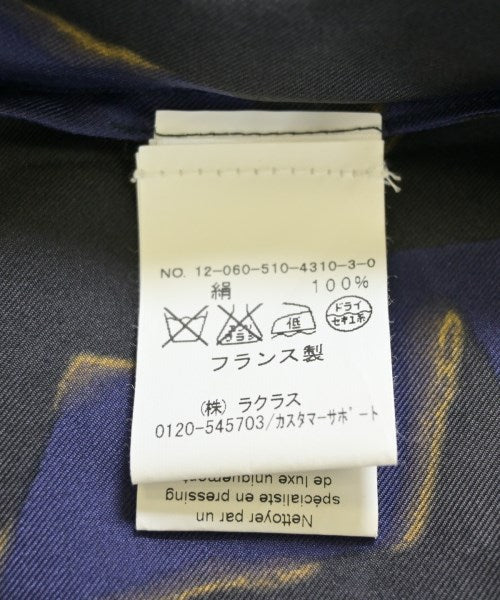 NO. 12-060-510-4310-3-0
絹 100%
低 ドライ
セキユ系
フランス製
(株) ラクラス
0120-545703/カスタマーサポート
Nettoyer par un
spécialiste en pressing
de luxe uniquement